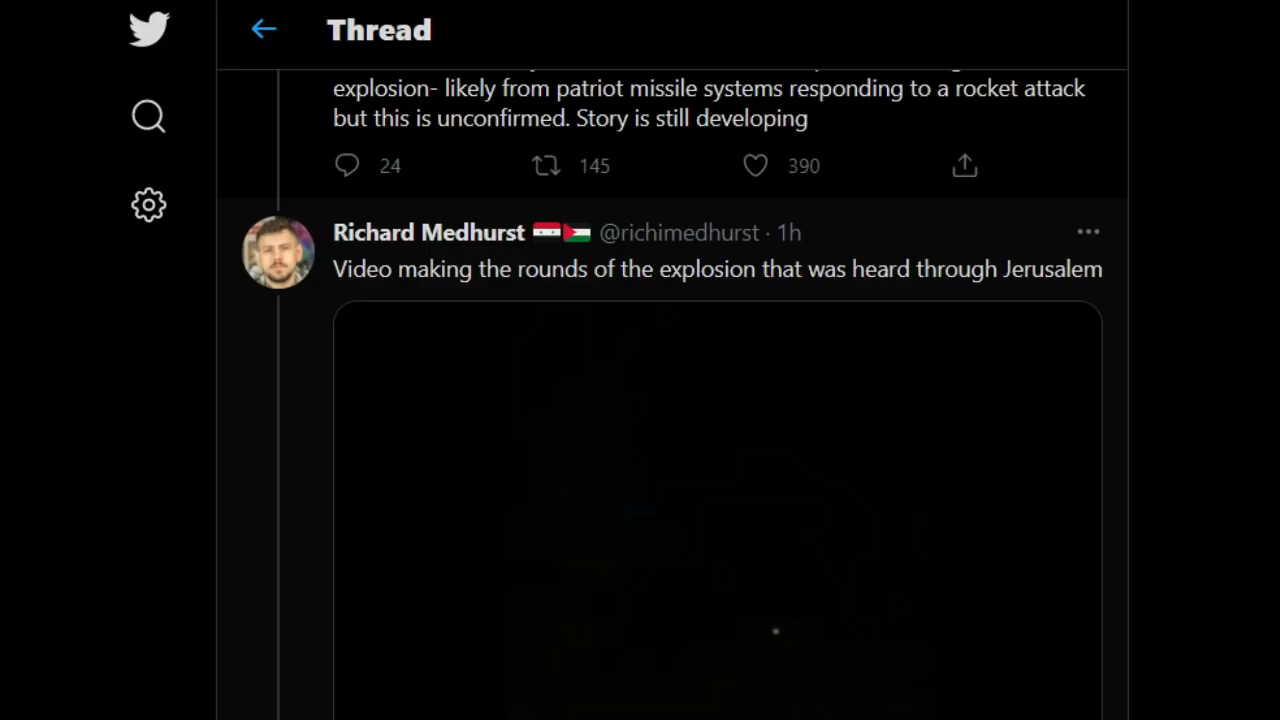 Thread
explosion- likely from patriot missile systems responding to a rocket attack
but this is unconfirmed. Story is still developing
24 145 390
Richard Medhurst 🇸🇾🇵🇸 @richimedhurst · 1h
Video making the rounds of the explosion that was heard through Jerusalem